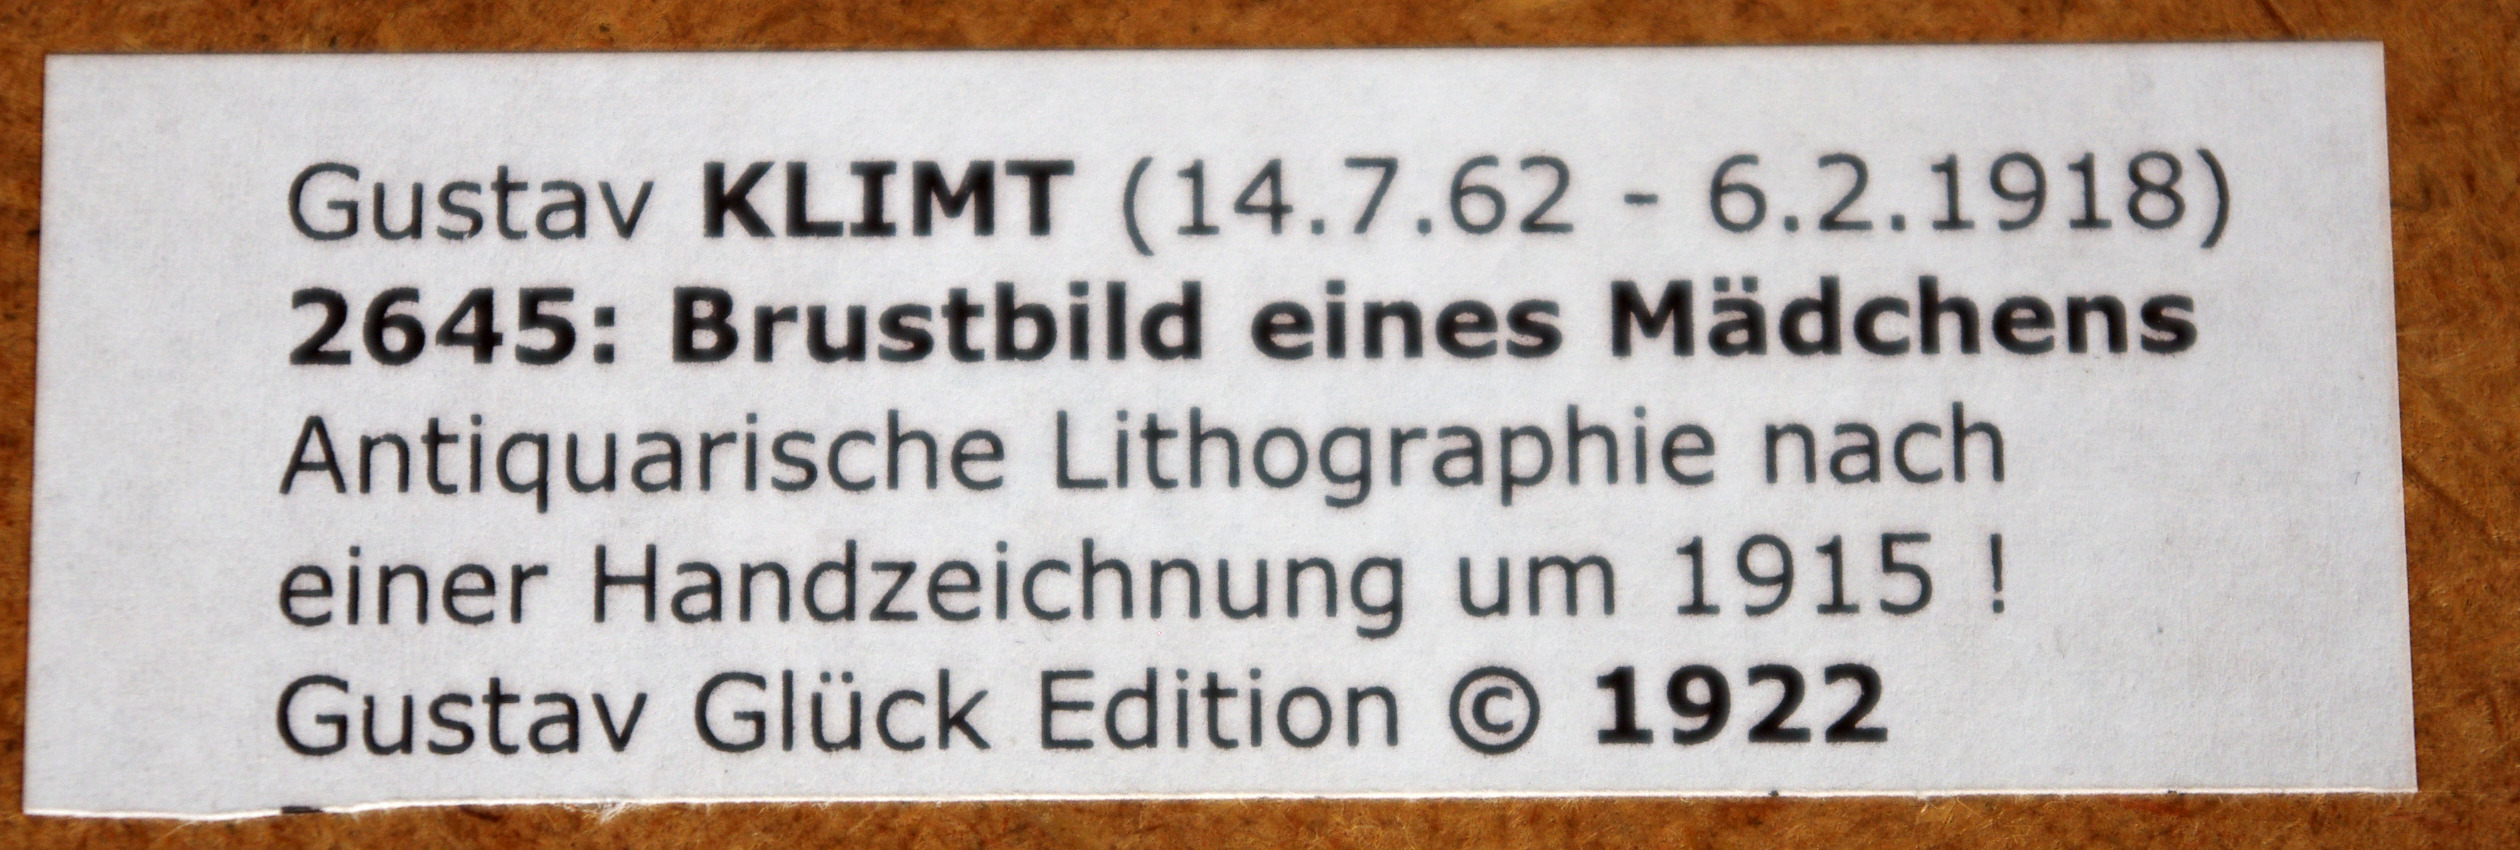 Gustav KLIMT (14.7.62 - 6.2.1918)
2645: Brustbild eines Mädchens
Antiquarische Lithographie nach
einer Handzeichnung um 1915 !
Gustav Glück Edition © 1922